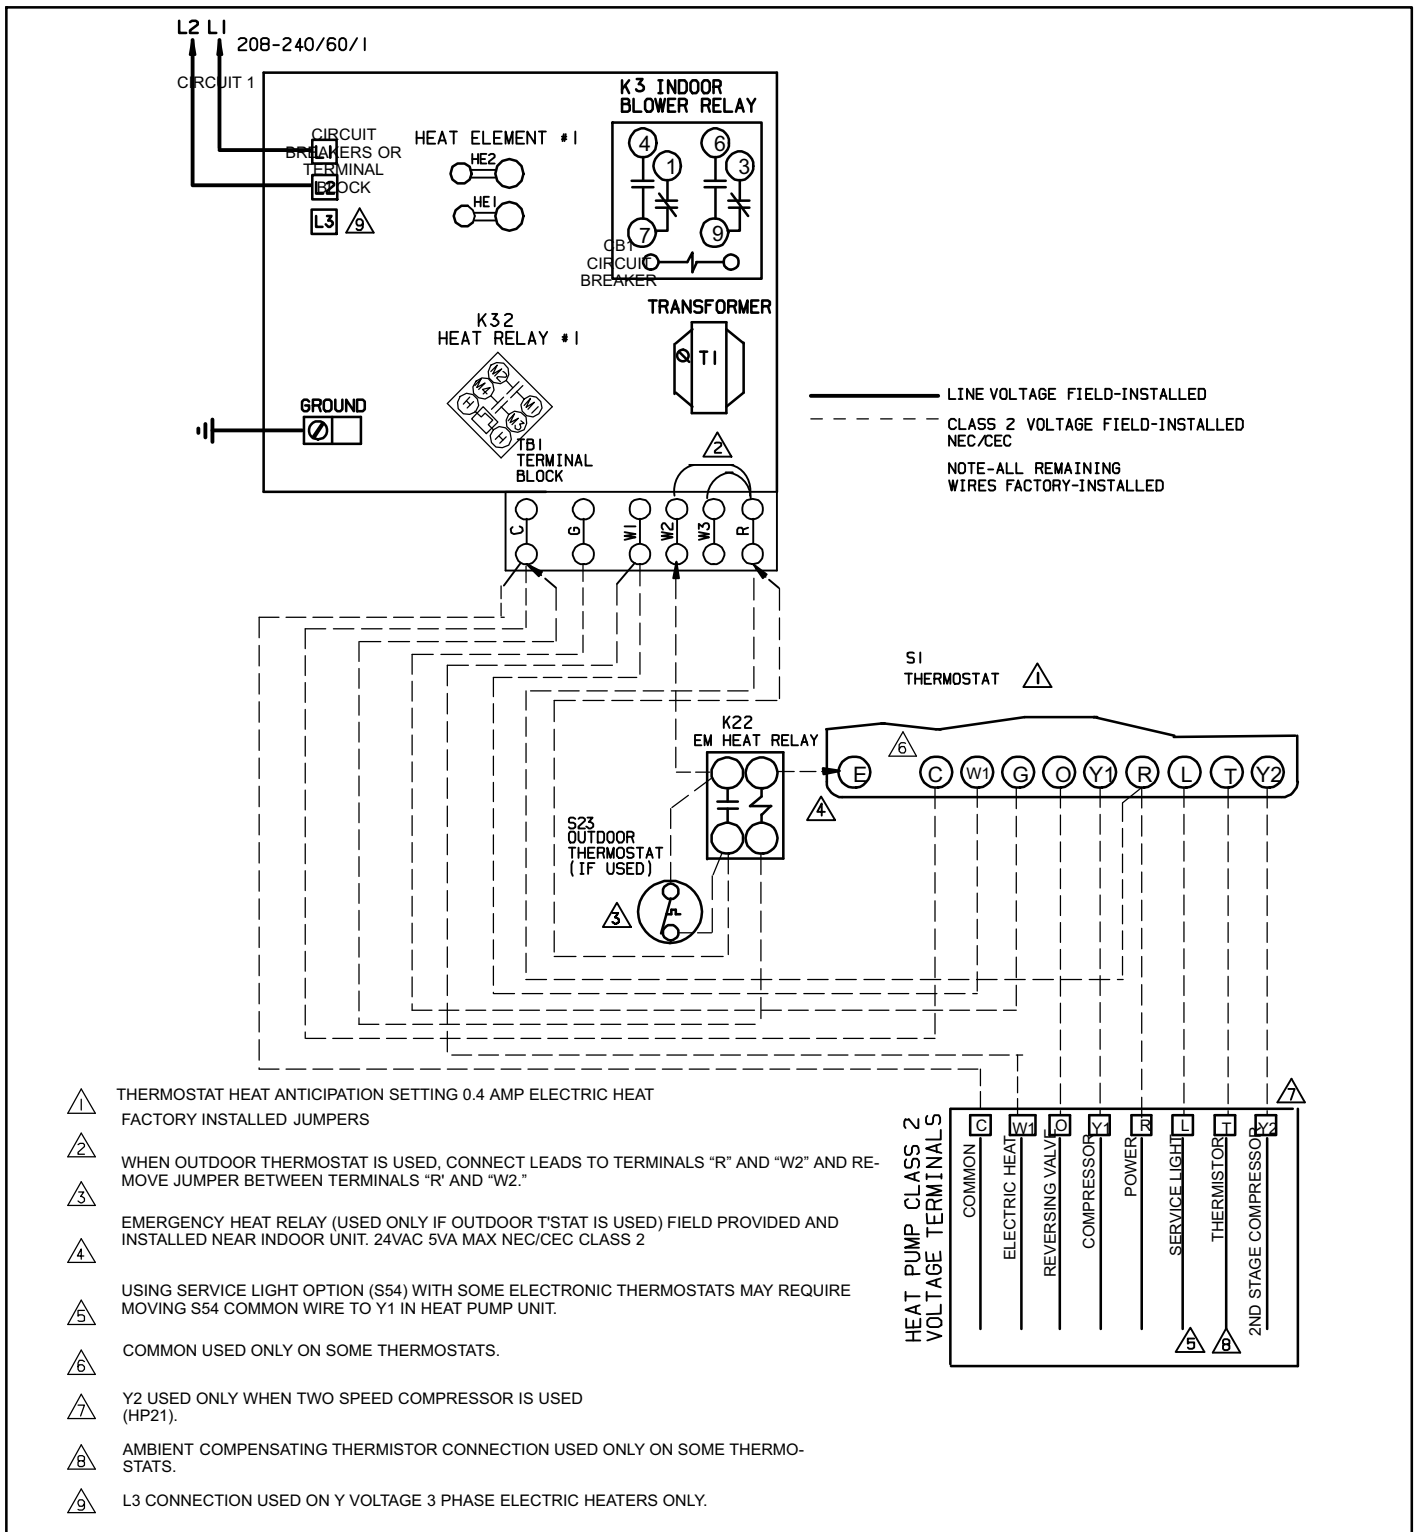 L2 L1
208-240/60/1
CIRCUIT 1
K3 INDOOR
BLOWER RELAY
CIRCUIT
BREAKERS OR
TERMINAL
BLOCK
L1
L2
L3
9
HEAT ELEMENT #1
HE2
HE1
4
1
6
3
7
9
CB1
CIRCUIT
BREAKER
TRANSFORMER
T1
K32
HEAT RELAY #1
M2
M4
M1
M3
H
H
GROUND
TB1
TERMINAL
BLOCK
2
LINE VOLTAGE FIELD-INSTALLED
CLASS 2 VOLTAGE FIELD-INSTALLED
NEC/CEC
NOTE-ALL REMAINING
WIRES FACTORY-INSTALLED
C
G
W1
W2
W3
R
S1
THERMOSTAT
1
K22
EM HEAT RELAY
6
E
C
W1
G
O
Y1
R
L
T
Y2
4
S23
OUTDOOR
THERMOSTAT
(IF USED)
3
7
HEAT PUMP CLASS 2
VOLTAGE TERMINALS
C
W1
O
Y1
R
L
T
Y2
COMMON
ELECTRIC HEAT
REVERSING VALVE
COMPRESSOR
POWER
SERVICE LIGHT
THERMISTOR
2ND STAGE COMPRESSOR
5
8
1
THERMOSTAT HEAT ANTICIPATION SETTING 0.4 AMP ELECTRIC HEAT
FACTORY INSTALLED JUMPERS
2
WHEN OUTDOOR THERMOSTAT IS USED, CONNECT LEADS TO TERMINALS “R” AND “W2” AND RE-
MOVE JUMPER BETWEEN TERMINALS “R' AND “W2.”
3
EMERGENCY HEAT RELAY (USED ONLY IF OUTDOOR T'STAT IS USED) FIELD PROVIDED AND
INSTALLED NEAR INDOOR UNIT. 24VAC 5VA MAX NEC/CEC CLASS 2
4
USING SERVICE LIGHT OPTION (S54) WITH SOME ELECTRONIC THERMOSTATS MAY REQUIRE
MOVING S54 COMMON WIRE TO Y1 IN HEAT PUMP UNIT.
5
COMMON USED ONLY ON SOME THERMOSTATS.
6
Y2 USED ONLY WHEN TWO SPEED COMPRESSOR IS USED
(HP21).
7
AMBIENT COMPENSATING THERMISTOR CONNECTION USED ONLY ON SOME THERMO-
STATS.
8
L3 CONNECTION USED ON Y VOLTAGE 3 PHASE ELECTRIC HEATERS ONLY.
9